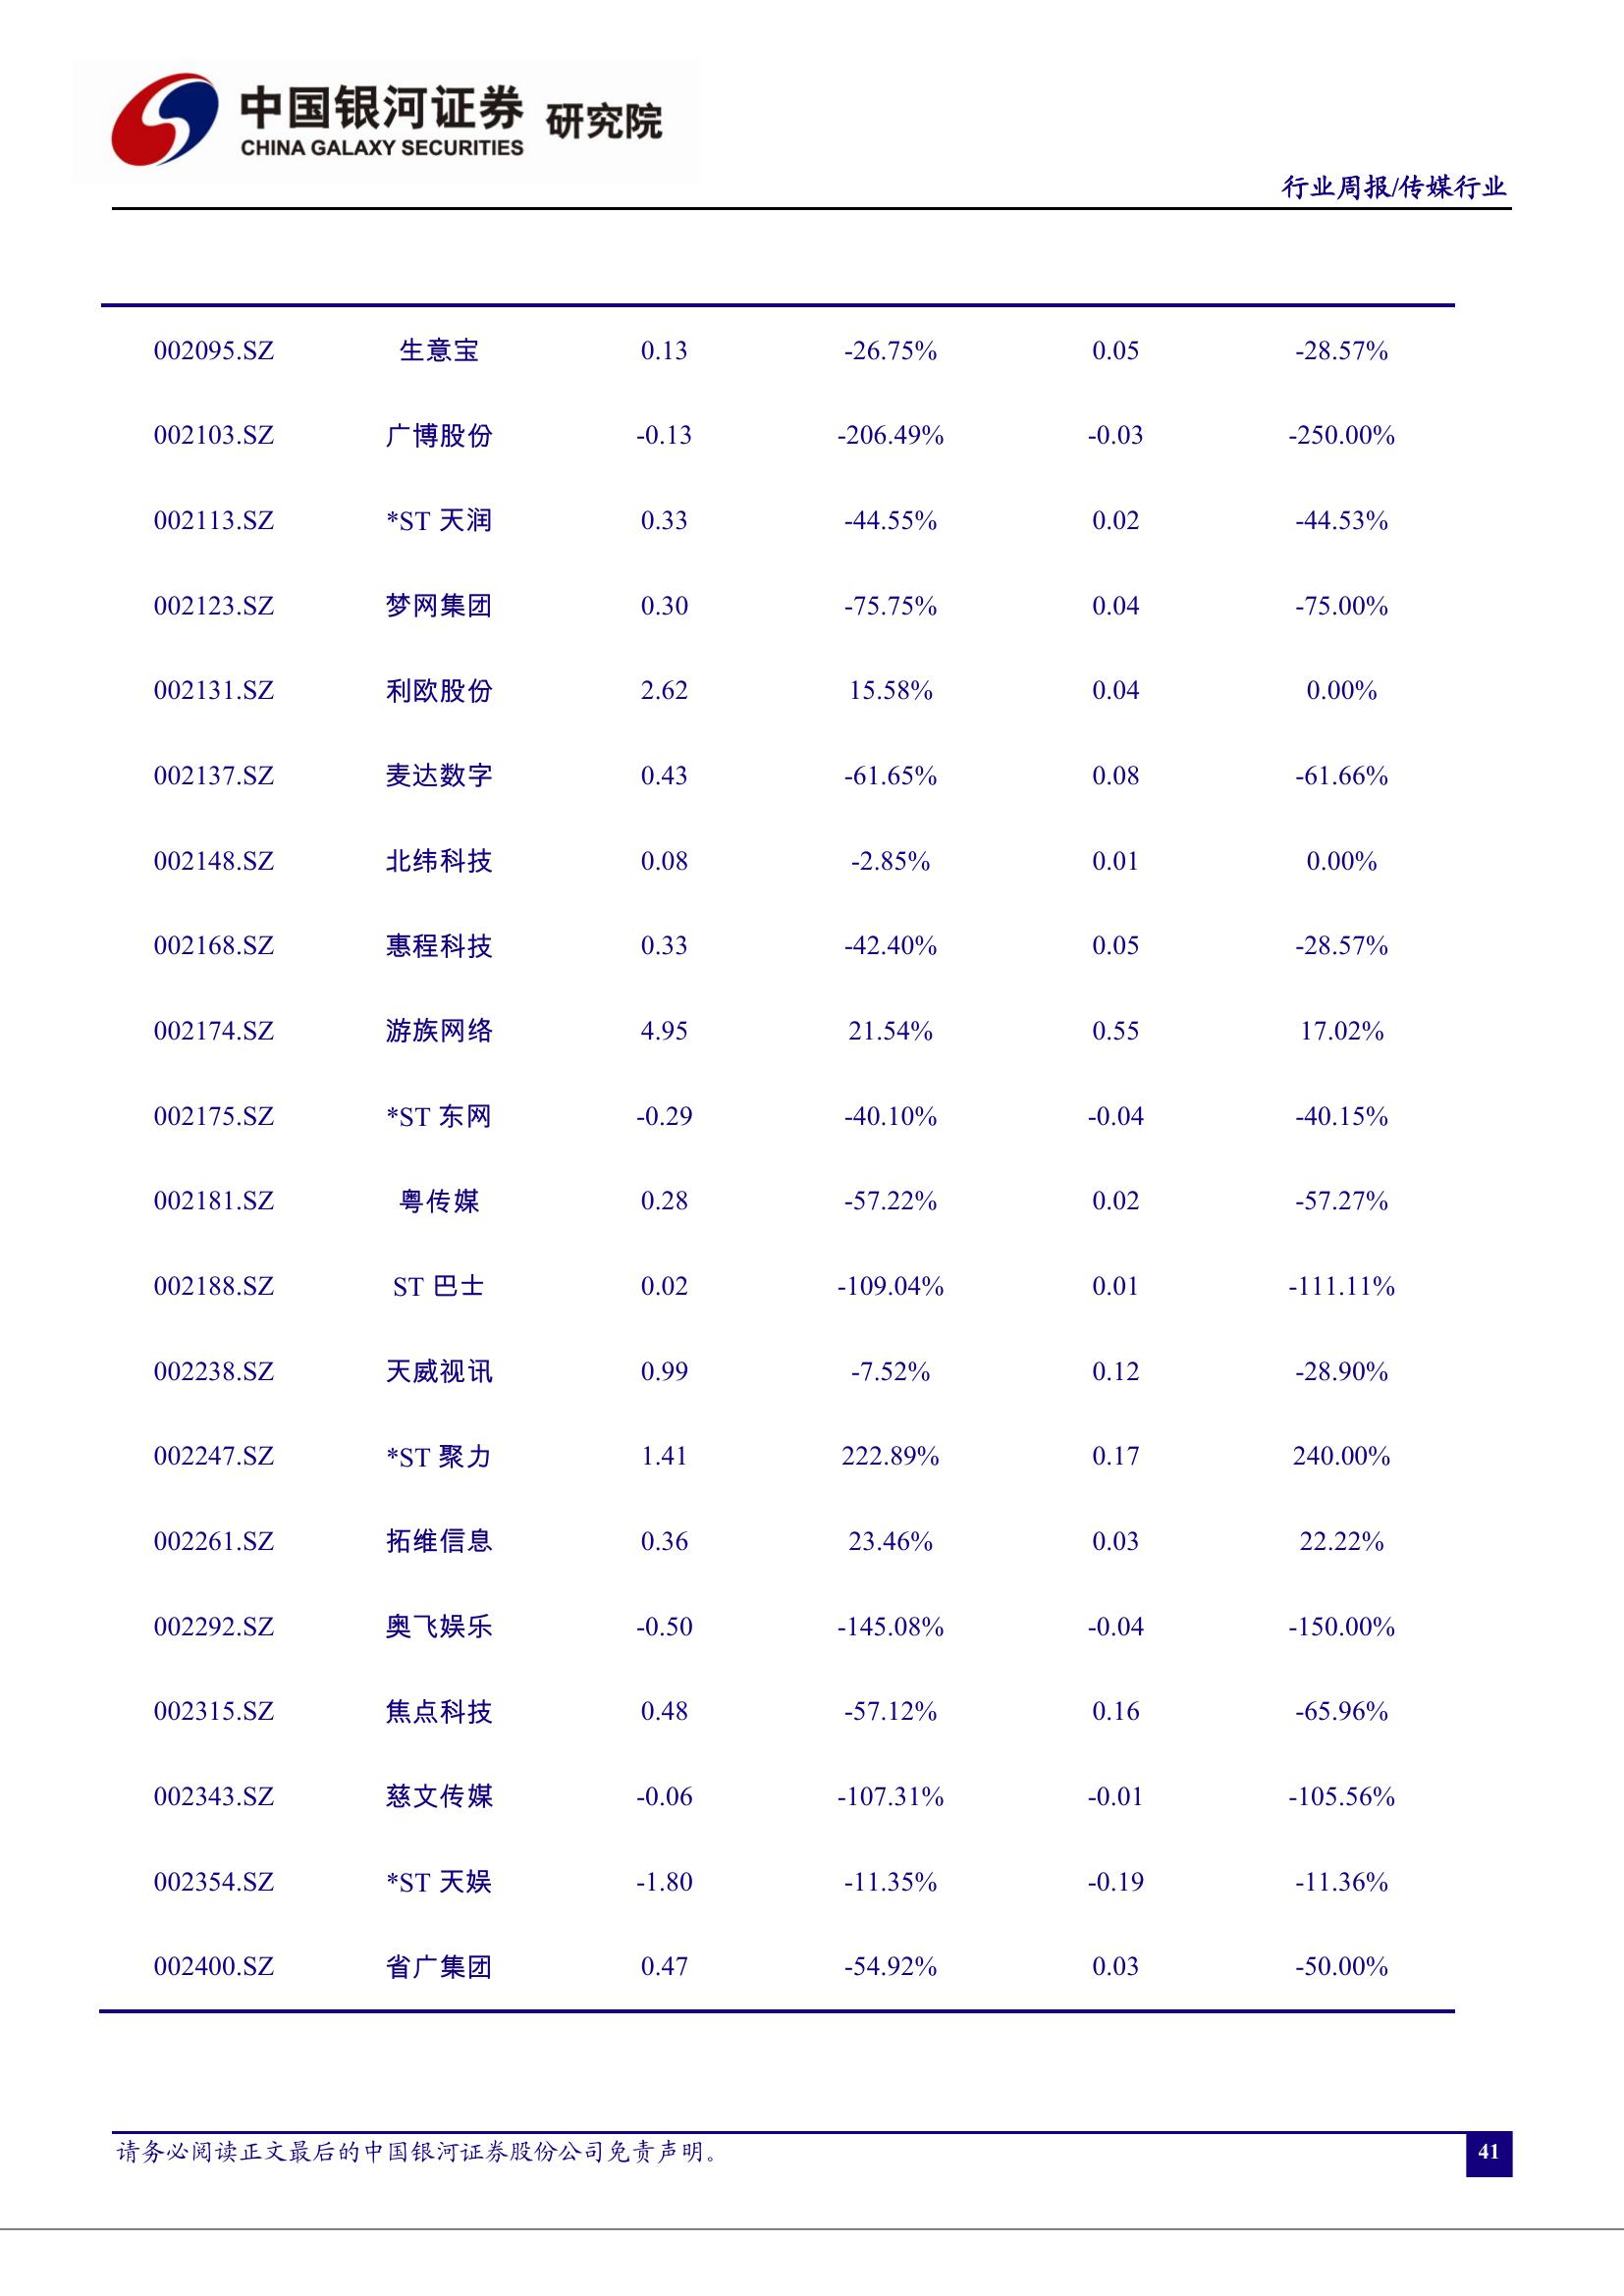 中国银河证券 研究院
CHINA GALAXY SECURITIES
行业周报/传媒行业
002095.SZ 生意宝 0.13 -26.75% 0.05 -28.57%
002103.SZ 广博股份 -0.13 -206.49% -0.03 -250.00%
002113.SZ *ST 天润 0.33 -44.55% 0.02 -44.53%
002123.SZ 梦网集团 0.30 -75.75% 0.04 -75.00%
002131.SZ 利欧股份 2.62 15.58% 0.04 0.00%
002137.SZ 麦达数字 0.43 -61.65% 0.08 -61.66%
002148.SZ 北纬科技 0.08 -2.85% 0.01 0.00%
002168.SZ 惠程科技 0.33 -42.40% 0.05 -28.57%
002174.SZ 游族网络 4.95 21.54% 0.55 17.02%
002175.SZ *ST 东网 -0.29 -40.10% -0.04 -40.15%
002181.SZ 粤传媒 0.28 -57.22% 0.02 -57.27%
002188.SZ ST 巴士 0.02 -109.04% 0.01 -111.11%
002238.SZ 天威视讯 0.99 -7.52% 0.12 -28.90%
002247.SZ *ST 聚力 1.41 222.89% 0.17 240.00%
002261.SZ 拓维信息 0.36 23.46% 0.03 22.22%
002292.SZ 奥飞娱乐 -0.50 -145.08% -0.04 -150.00%
002315.SZ 焦点科技 0.48 -57.12% 0.16 -65.96%
002343.SZ 慈文传媒 -0.06 -107.31% -0.01 -105.56%
002354.SZ *ST 天娱 -1.80 -11.35% -0.19 -11.36%
002400.SZ 省广集团 0.47 -54.92% 0.03 -50.00%
请务必阅读正文最后的中国银河证券股份公司免责声明。
41